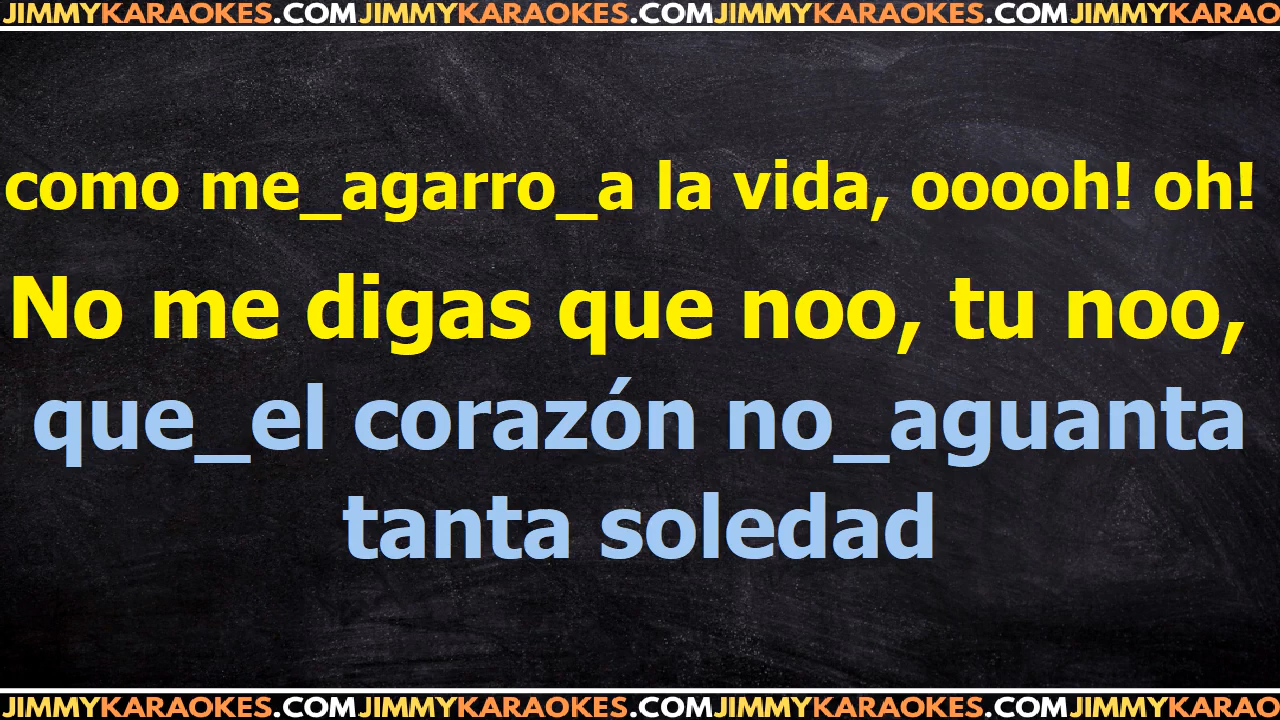 JIMMYKARAOKES.COMJIMMYKARAOKES.COMJIMMYKARAOKES.COMJIMMYKARAO
como me_agarro_a la vida, ooooh! oh!
No me digas que noo, tu noo,
que_el corazón no_aguanta
tanta soledad
JIMMYKARAOKES.COMJIMMYKARAOKES.COMJIMMYKARAOKES.COMJIMMYKARAO